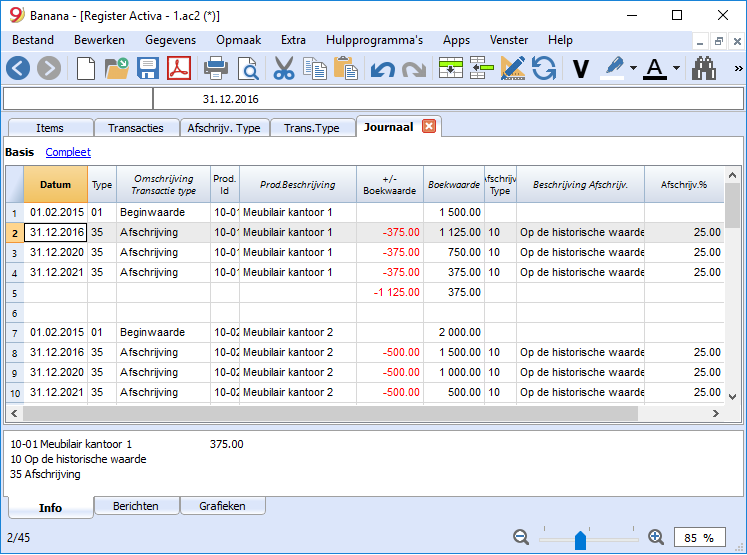 Banana - [Register Activa - 1.ac2 (*)]
Bestand Bewerken Gegevens Opmaak Extra Hulpprogramma's Apps Venster Help
V A »
31.12.2016
Items Transacties Afschrijv. Type Trans.Type Journaal
Basis Compleet
Datum Type Omschrijving Transactie type Prod. Id Prod.Beschrijving +/- Boekwaarde Boekwaarde Afschrijv Type Beschrijving Afschrijv. Afschrijv.%
1 01.02.2015 01 Beginwaarde 10-01 Meubilair kantoor 1 1 500.00
2 31.12.2016 35 Afschrijving 10-01 Meubilair kantoor 1 -375.00 1 125.00 10 Op de historische waarde 25.00
3 31.12.2020 35 Afschrijving 10-01 Meubilair kantoor 1 -375.00 750.00 10 Op de historische waarde 25.00
4 31.12.2021 35 Afschrijving 10-01 Meubilair kantoor 1 -375.00 375.00 10 Op de historische waarde 25.00
5 -1 125.00 375.00
6
7 01.02.2015 01 Beginwaarde 10-02 Meubilair kantoor 2 2 000.00
8 31.12.2016 35 Afschrijving 10-02 Meubilair kantoor 2 -500.00 1 500.00 10 Op de historische waarde 25.00
9 31.12.2020 35 Afschrijving 10-02 Meubilair kantoor 2 -500.00 1 000.00 10 Op de historische waarde 25.00
10 31.12.2021 35 Afschrijving 10-02 Meubilair kantoor 2 -500.00 500.00 10 Op de historische waarde 25.00
10-01 Meubilair kantoor 1 375.00
10 Op de historische waarde
35 Afschrijving
Info Berichten Grafieken
2/45 85 %